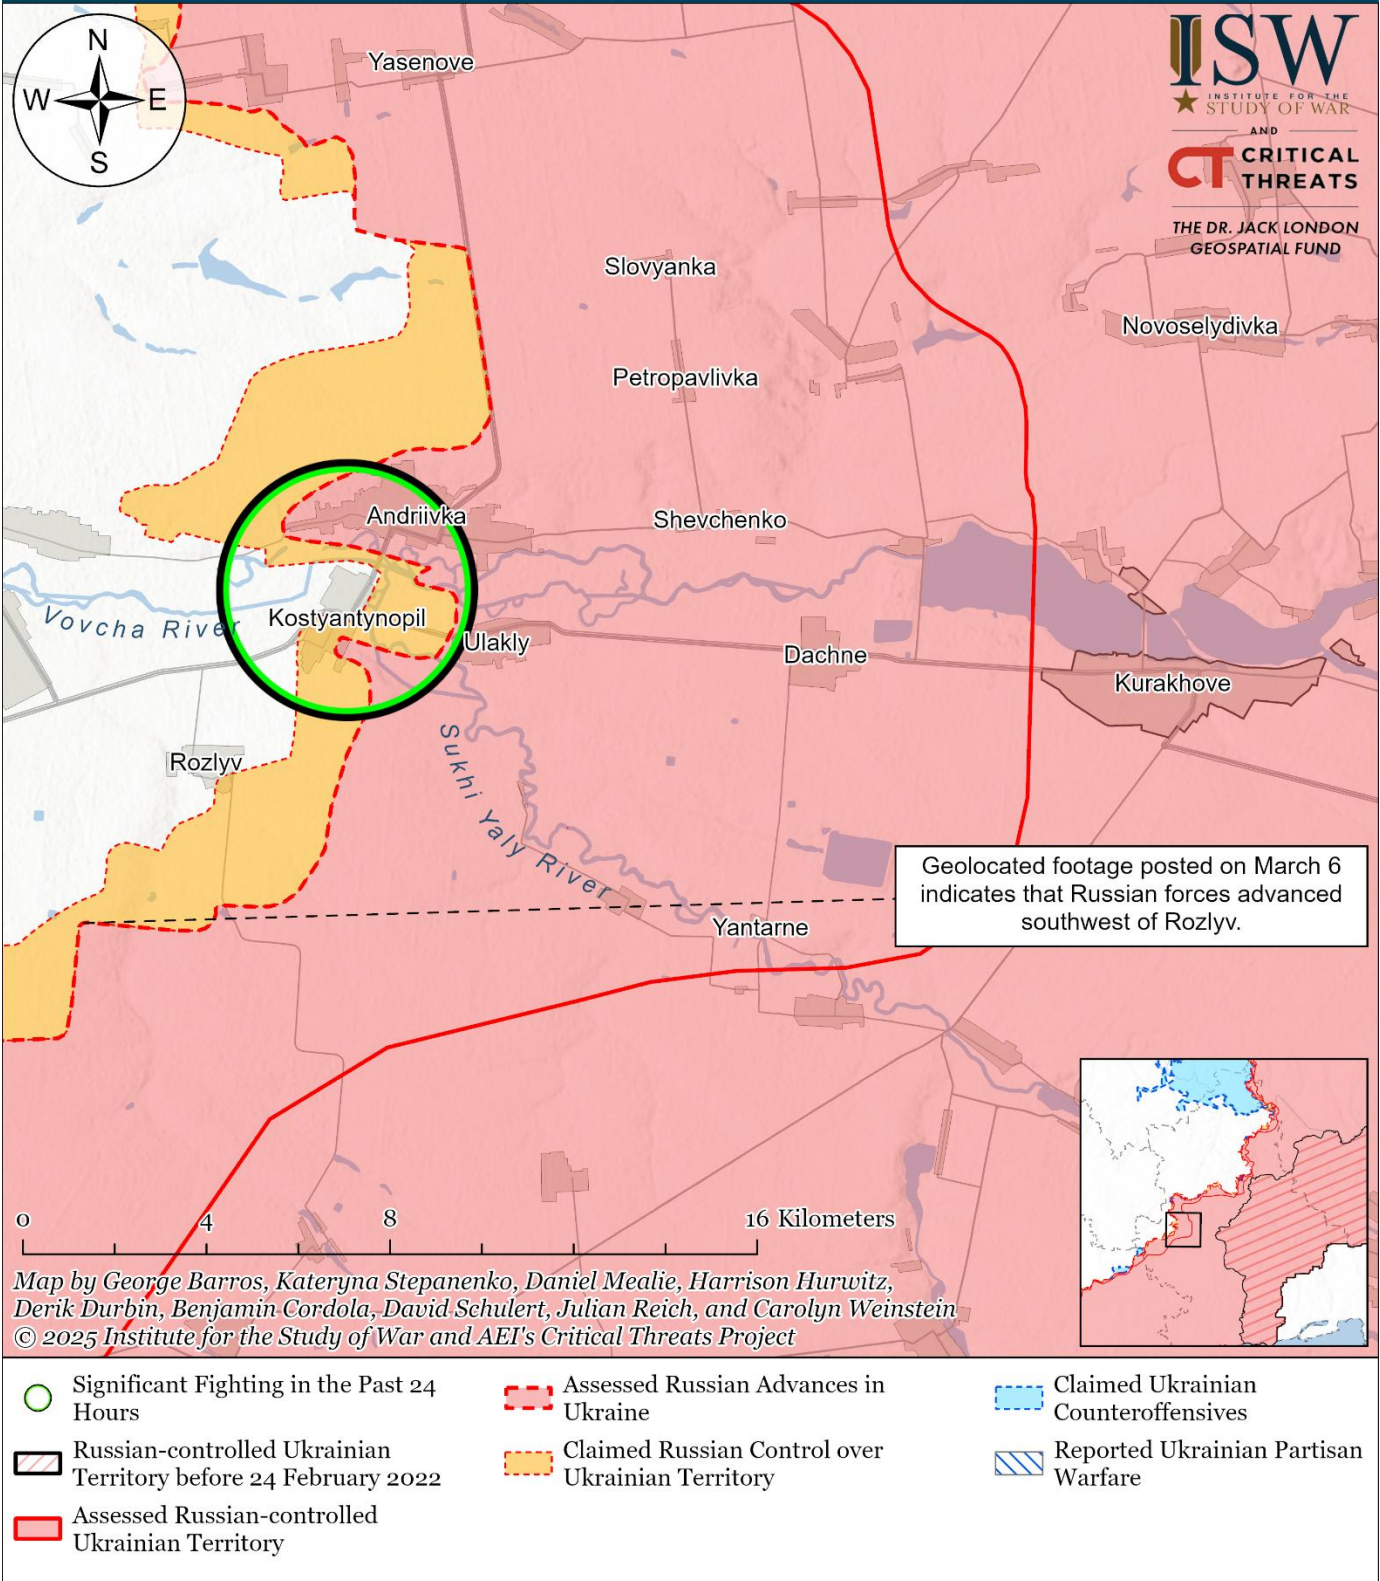 N
W
E
S
ISW
INSTITUTE FOR THE
STUDY OF WAR
AND
CT CRITICAL
THREATS
THE DR. JACK LONDON
GEOSPATIAL FUND
Yasenove
Slovyanka
Novoselydivka
Petropavlivka
Andriivka
Shevchenko
Vovcha River
Kostyantynopil
Ulakly
Dachne
Kurakhove
Rozlyv
Sukhi Yaly River
Geolocated footage posted on March 6
indicates that Russian forces advanced
southwest of Rozlyv.
Yantarne
0
4
8
16 Kilometers
Map by George Barros, Kateryna Stepanenko, Daniel Mealie, Harrison Hurwitz,
Derik Durbin, Benjamin Cordola, David Schulert, Julian Reich, and Carolyn Weinstein
© 2025 Institute for the Study of War and AEI's Critical Threats Project
Significant Fighting in the Past 24
Hours
Russian-controlled Ukrainian
Territory before 24 February 2022
Assessed Russian-controlled
Ukrainian Territory
Assessed Russian Advances in
Ukraine
Claimed Russian Control over
Ukrainian Territory
Claimed Ukrainian
Counteroffensives
Reported Ukrainian Partisan
Warfare